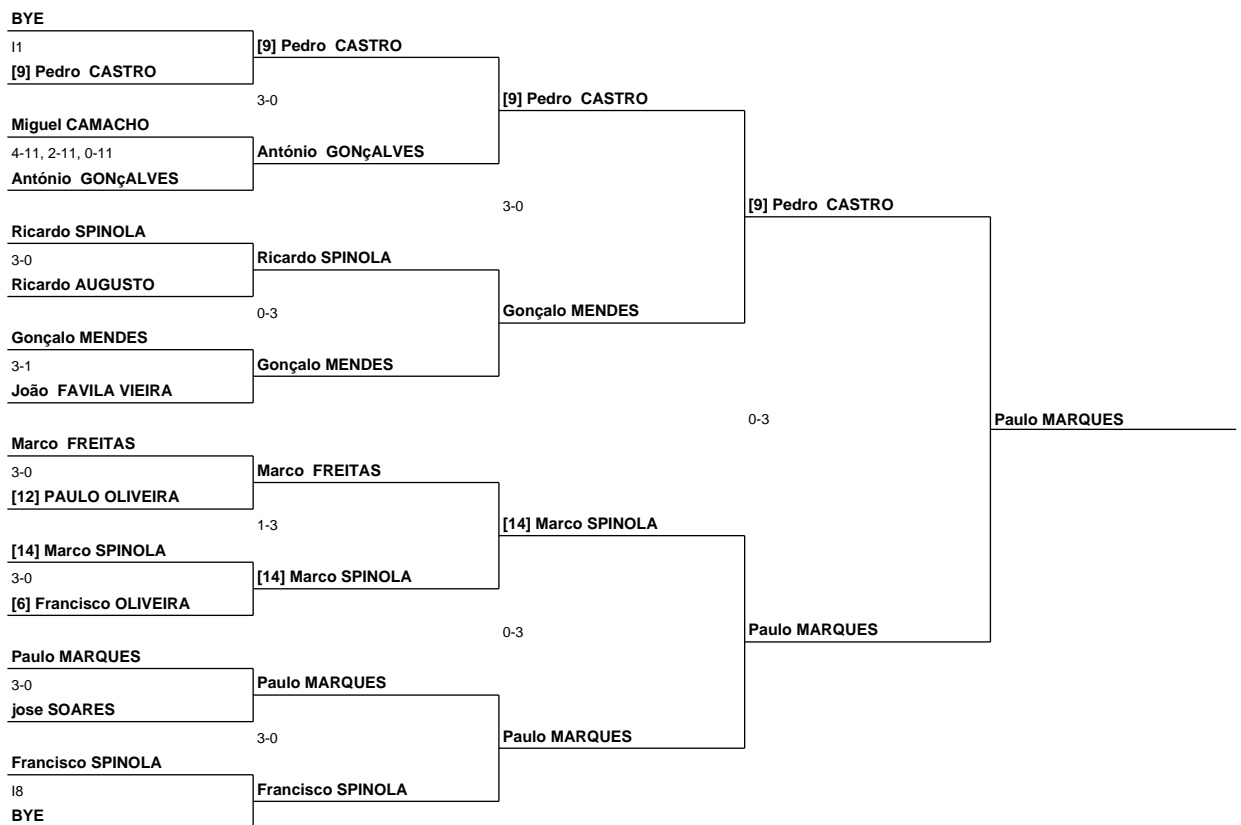 BYE
I1
[9] Pedro CASTRO
[9] Pedro CASTRO
3-0
[9] Pedro CASTRO
Miguel CAMACHO
4-11, 2-11, 0-11
António GONçALVES
António GONçALVES
3-0
[9] Pedro CASTRO
Ricardo SPINOLA
3-0
Ricardo SPINOLA
Ricardo AUGUSTO
0-3
Gonçalo MENDES
Gonçalo MENDES
3-1
Gonçalo MENDES
João FAVILA VIEIRA
0-3
Paulo MARQUES
Marco FREITAS
3-0
Marco FREITAS
[12] PAULO OLIVEIRA
1-3
[14] Marco SPINOLA
[14] Marco SPINOLA
3-0
[14] Marco SPINOLA
[6] Francisco OLIVEIRA
0-3
Paulo MARQUES
Paulo MARQUES
3-0
Paulo MARQUES
jose SOARES
3-0
Paulo MARQUES
Francisco SPINOLA
I8
Francisco SPINOLA
BYE